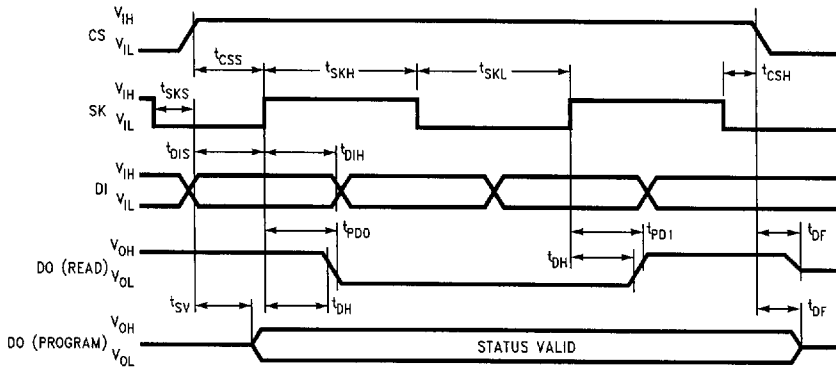 CS V_IH
V_IL
t_CSS
t_SKH
t_SKL
t_CSH
SK V_IH
V_IL
t_SKS
t_DIS
t_DIH
DI V_IH
V_IL
t_PD0
t_PD1
t_DF
DO (READ) V_OH
V_OL
t_DH
t_SV
t_DH
t_DF
DO (PROGRAM) V_OH
V_OL
STATUS VALID